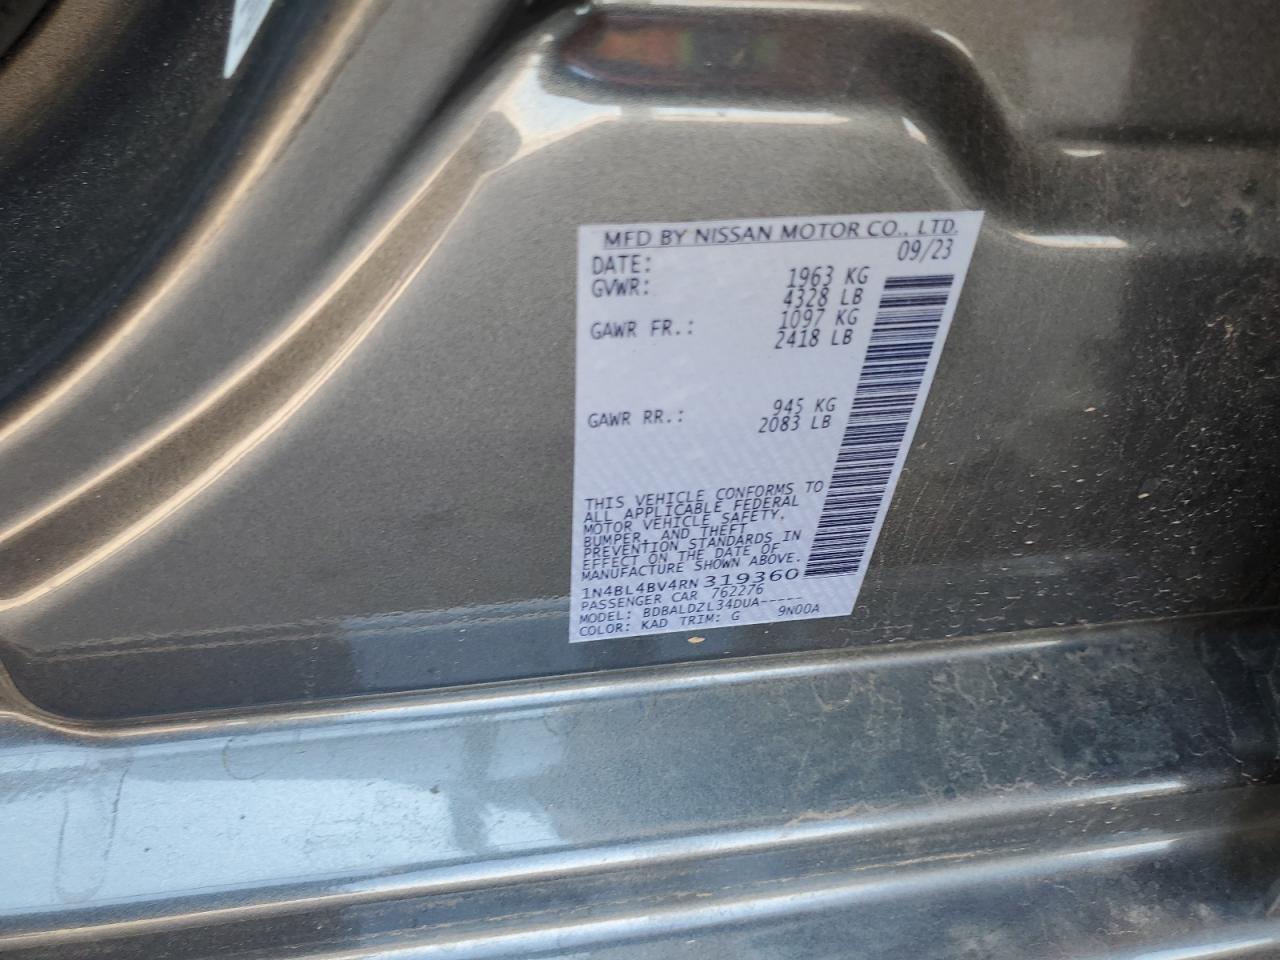 MFD BY NISSAN MOTOR CO., LTD.
DATE: 09/23
GVWR: 1963 KG
4328 LB
GAWR FR.: 1097 KG
2418 LB
GAWR RR.: 945 KG
2083 LB
THIS VEHICLE CONFORMS TO
ALL APPLICABLE FEDERAL
MOTOR VEHICLE SAFETY,
BUMPER, AND THEFT
PREVENTION STANDARDS IN
EFFECT ON THE DATE OF
MANUFACTURE SHOWN ABOVE.
1N4BL4BV4RN319360
PASSENGER CAR 762276
MODEL: BDBALDZL34DUA-----
COLOR: KAD TRIM: G 9N00A